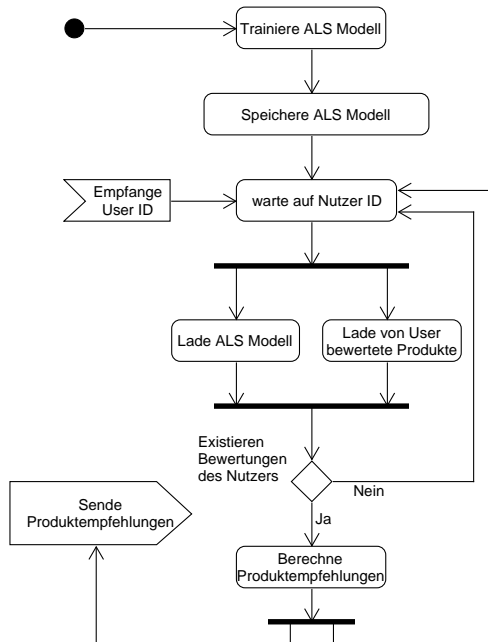 Trainiere ALS Modell
Speichere ALS Modell
Empfange
User ID
warte auf Nutzer ID
Lade ALS Modell
Lade von User
bewertete Produkte
Existieren
Bewertungen
des Nutzers
Nein
Sende
Produktempfehlungen
Ja
Berechne
Produktempfehlungen